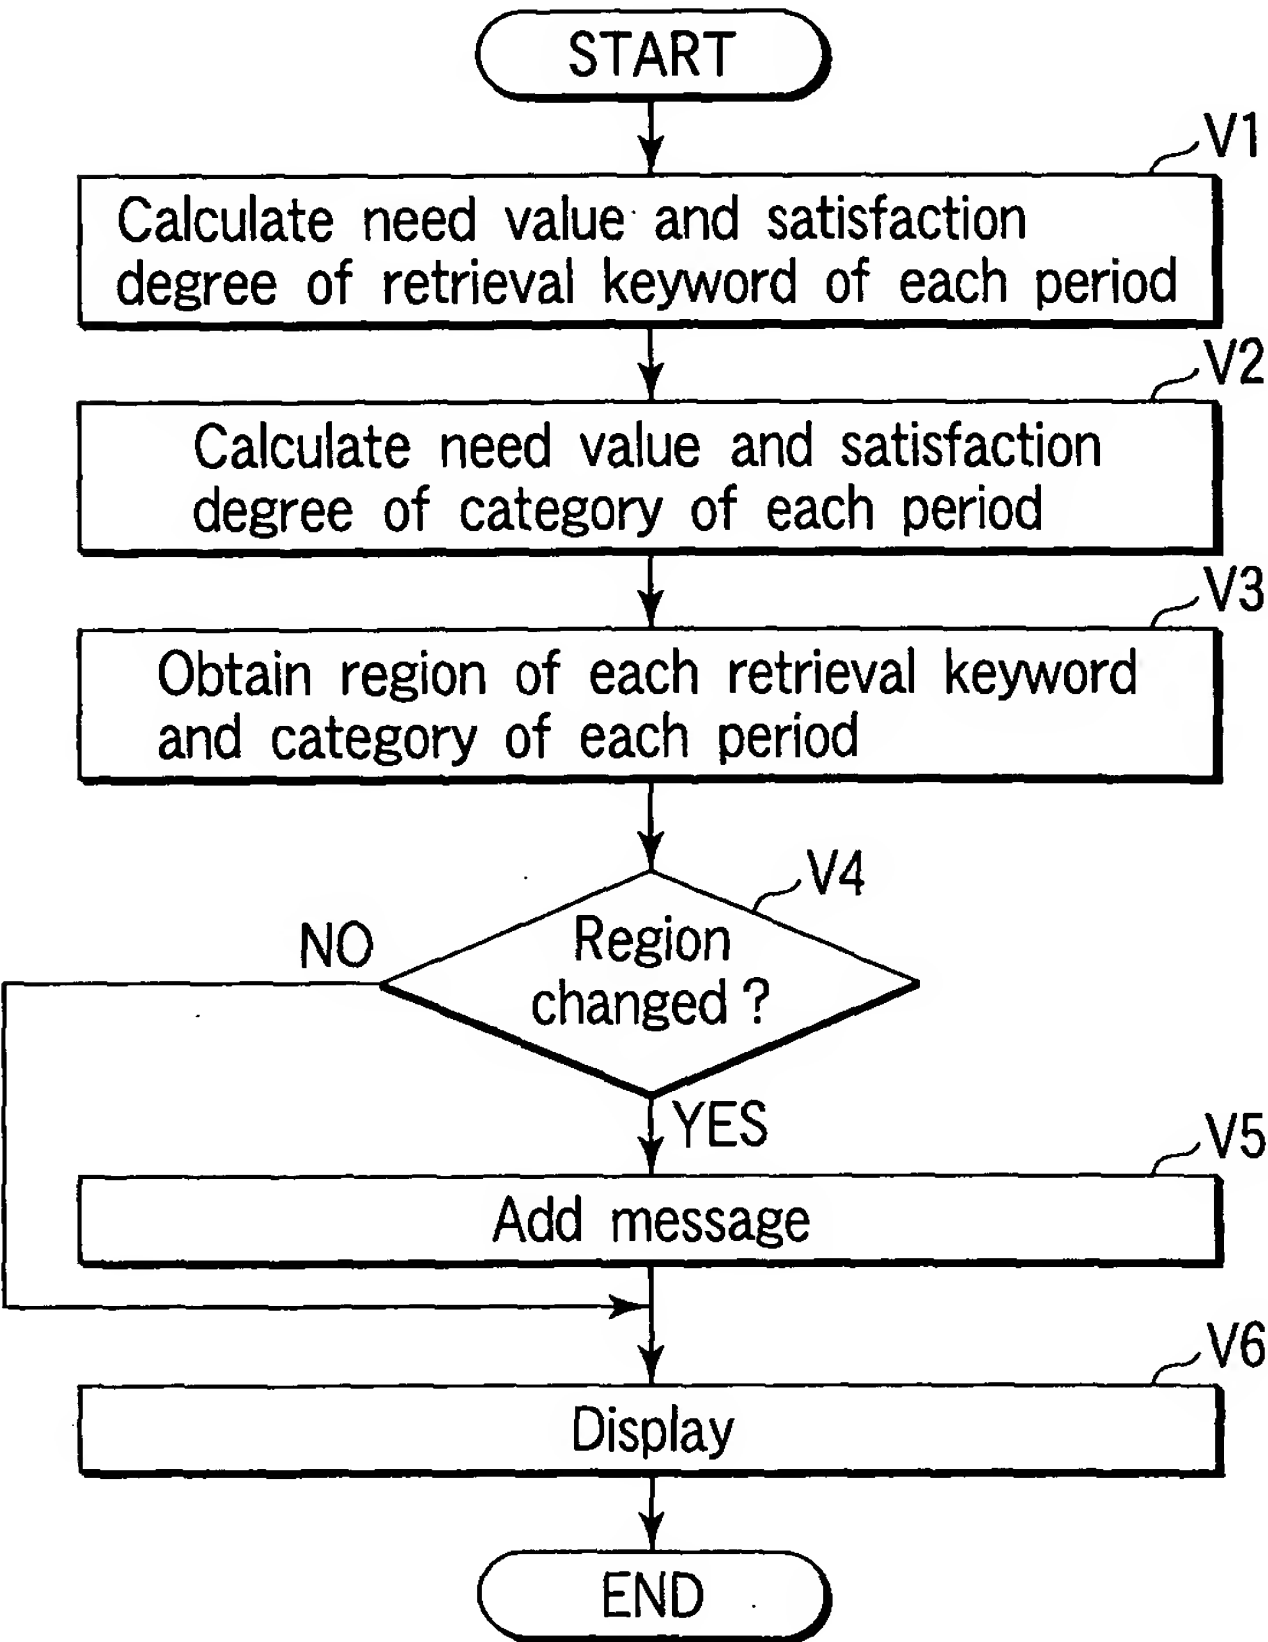 START
V1
Calculate need value and satisfaction
degree of retrieval keyword of each period
V2
Calculate need value and satisfaction
degree of category of each period
V3
Obtain region of each retrieval keyword
and category of each period
V4
Region
changed ?
NO
YES
V5
Add message
V6
Display
END